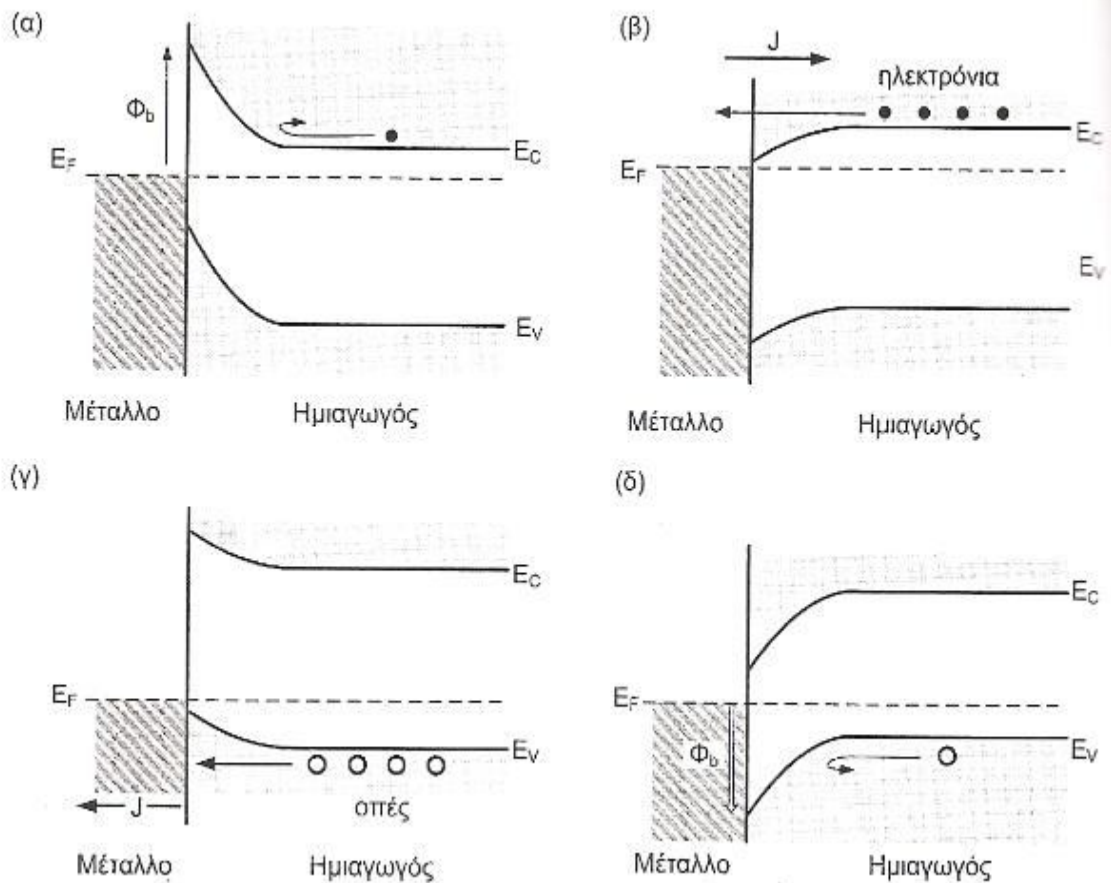 (α)
Φb
EF
EC
EV
Μέταλλο Ημιαγωγός
(β)
J
ηλεκτρόνια
EC
EF
EV
Μέταλλο Ημιαγωγός
(γ)
EC
EF
EV
J
οπές
Μέταλλο Ημιαγωγός
(δ)
EC
EF
Φb
EV
Μέταλλο Ημιαγωγός